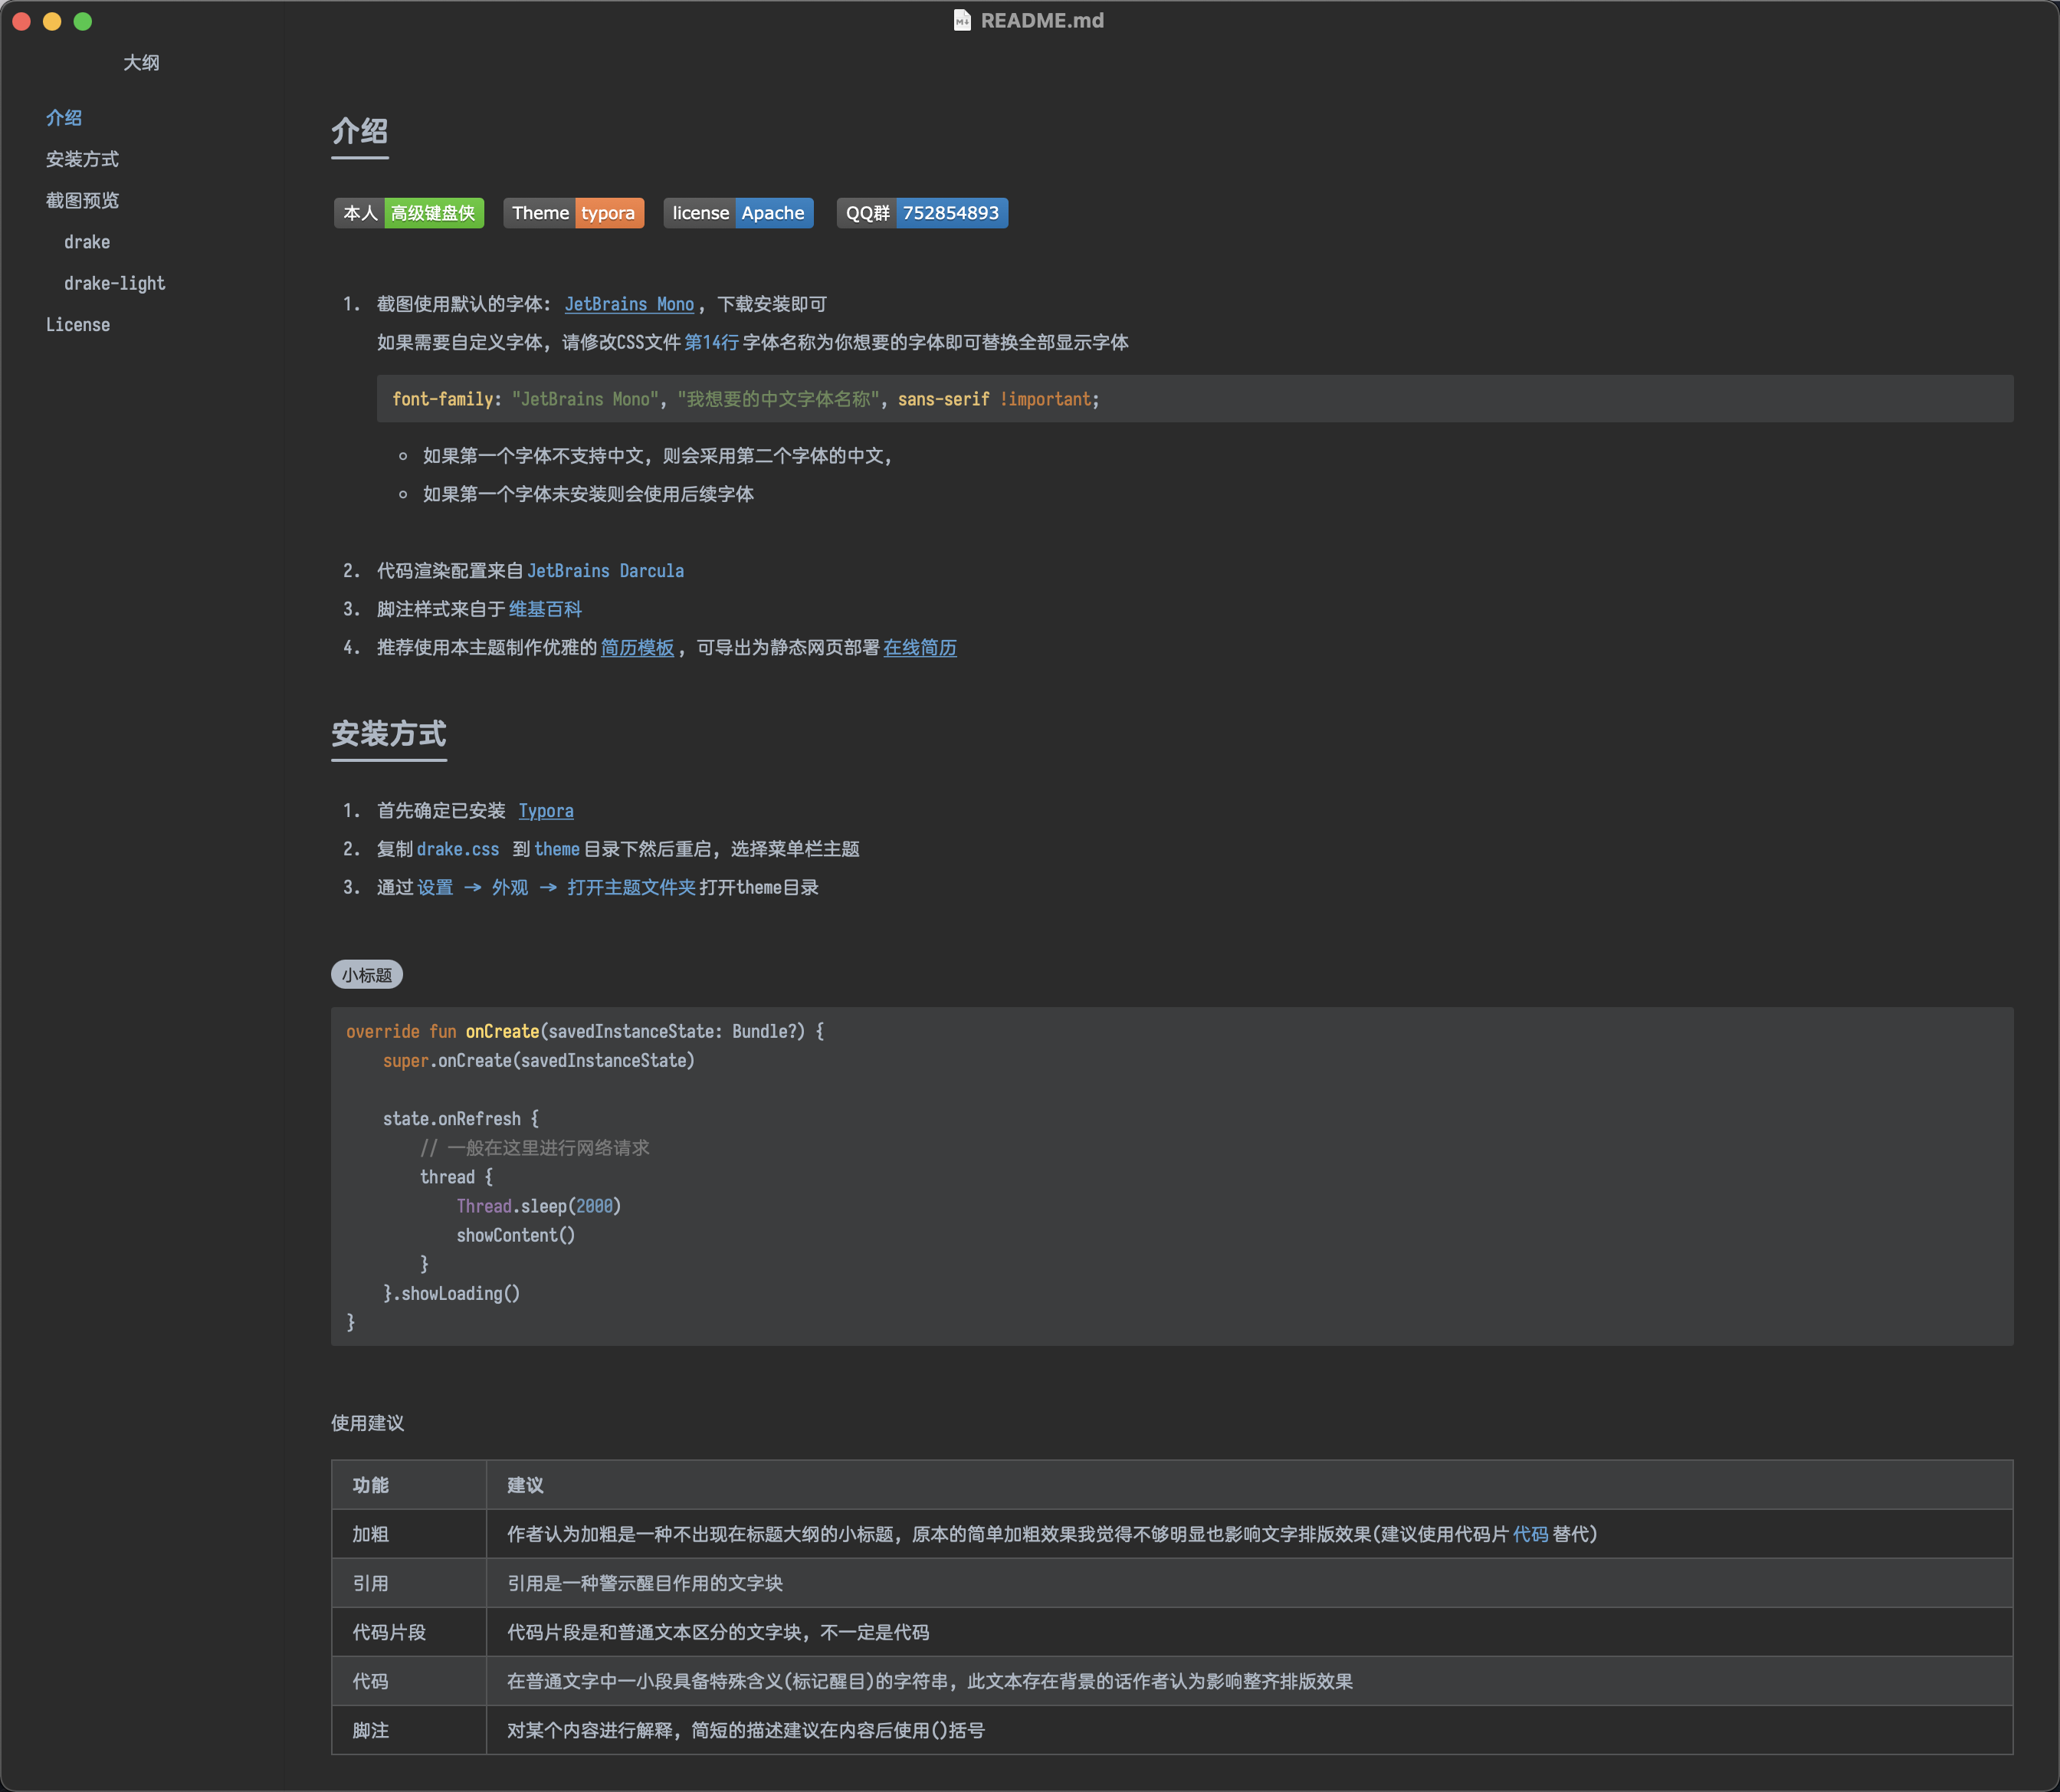 README.md
大纲
介绍
安装方式
截图预览
drake
drake-light
License
介绍
本人 高级键盘侠 Theme typora license Apache QQ群 752854893
1. 截图使用默认的字体: JetBrains Mono, 下载安装即可
如果需要自定义字体，请修改CSS文件第14行字体名称为你想要的字体即可替换全部显示字体
font-family: "JetBrains Mono", "我想要的中文字体名称", sans-serif !important;
如果第一个字体不支持中文，则会采用第二个字体的中文，
如果第一个字体未安装则会使用后续字体
2. 代码渲染配置来自JetBrains Darcula
3. 脚注样式来自于维基百科
4. 推荐使用本主题制作优雅的简历模板, 可导出为静态网页部署在线简历
安装方式
1. 首先确定已安装 Typora
2. 复制drake.css 到theme目录下然后重启，选择菜单栏主题
3. 通过设置 → 外观 → 打开主题文件夹打开theme目录
小标题
override fun onCreate(savedInstanceState: Bundle?) {
    super.onCreate(savedInstanceState)
    state.onRefresh {
        // 一般在这里进行网络请求
        thread {
            Thread.sleep(2000)
            showContent()
        }
    }.showLoading()
}
使用建议
功能 建议
加粗 作者认为加粗是一种不出现在标题大纲的小标题，原本的简单加粗效果我觉得不够明显也影响文字排版效果(建议使用代码片代码替代)
引用 引用是一种警示醒目作用的文字块
代码片段 代码片段是和普通文本区分的文字块，不一定是代码
代码 在普通文字中一小段具备特殊含义(标记醒目)的字符串，此文本存在背景的话作者认为影响整齐排版效果
脚注 对某个内容进行解释，简短的描述建议在内容后使用()括号